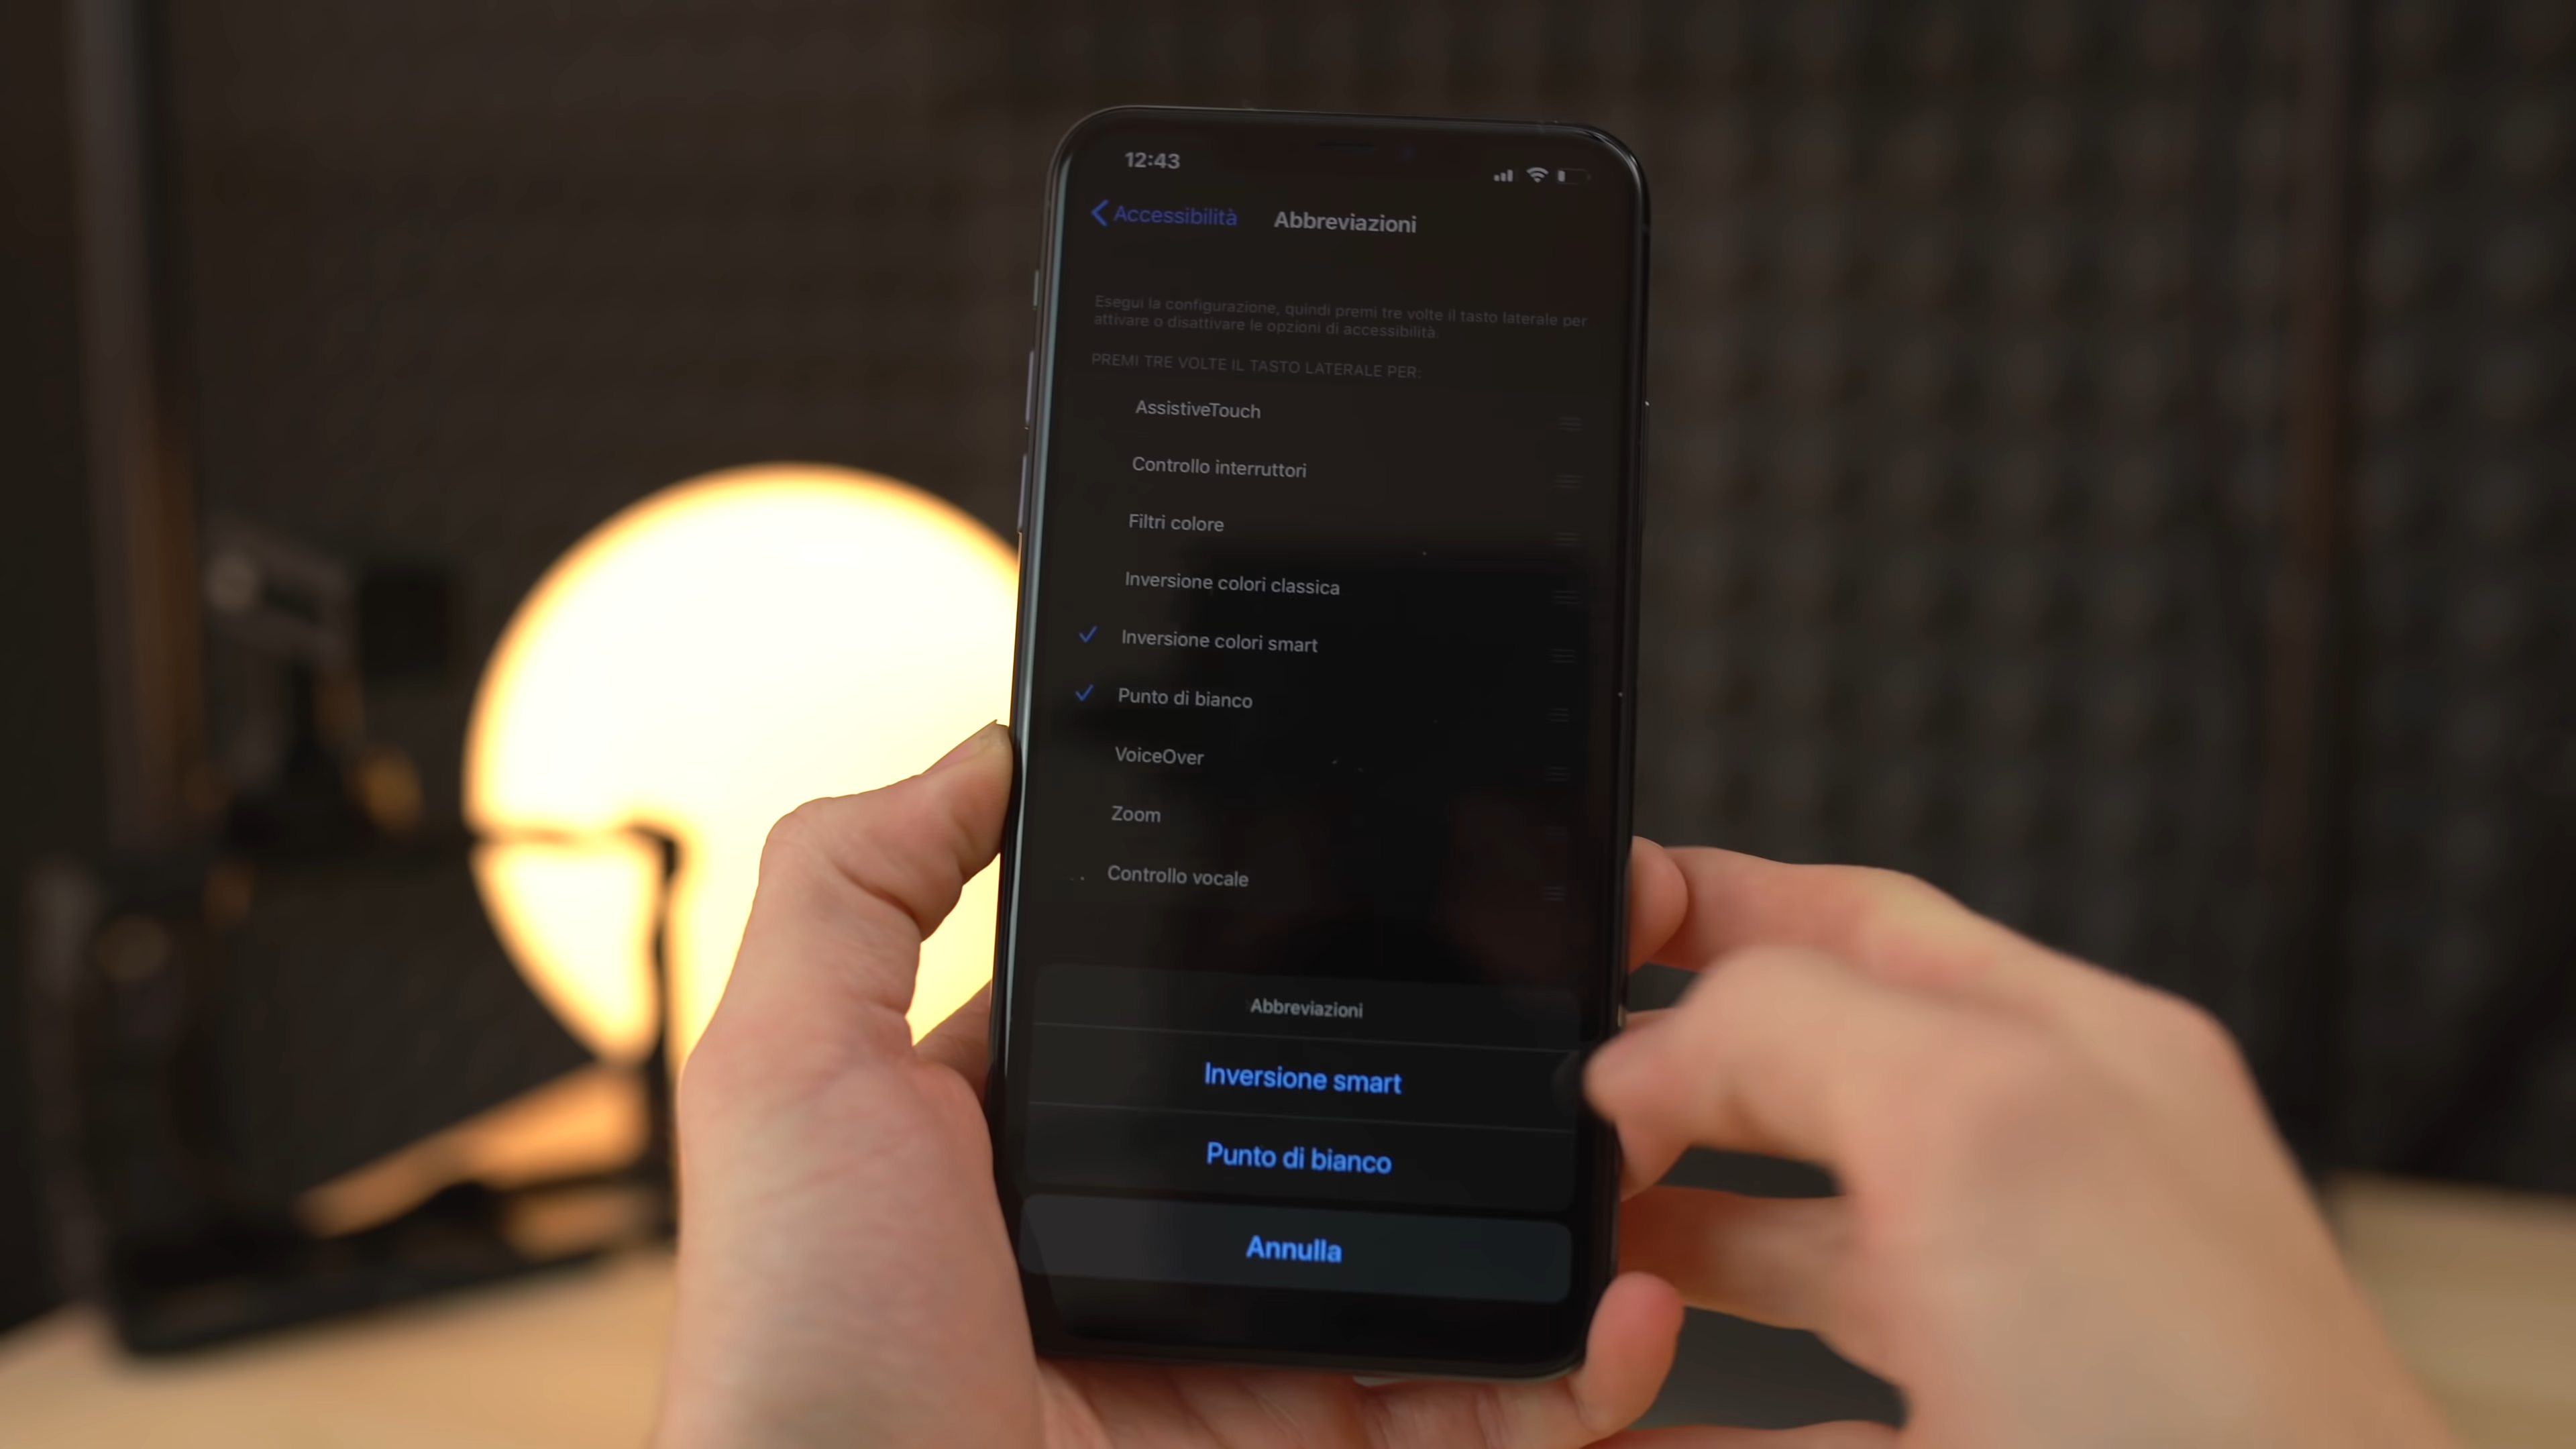 12:43
Accessibilità Abbreviazioni
Esegui la configurazione, quindi premi tre volte il tasto laterale per
attivare o disattivare le opzioni di accessibilità.
PREMI TRE VOLTE IL TASTO LATERALE PER:
AssistiveTouch
Controllo interruttori
Filtri colore
Inversione colori classica
Inversione colori smart
Punto di bianco
VoiceOver
Zoom
Controllo vocale
Abbreviazioni
Inversione smart
Punto di bianco
Annulla